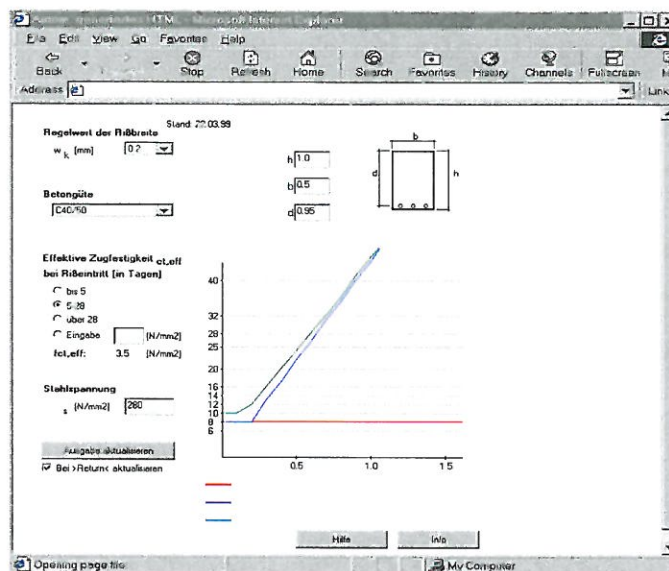 HTML - Microsoft Internet Explorer
File Edit View Go Favorites Help
Back Stop Refresh Home Search Favorites History Channels Fullscreen
Address Link
Stand: 22.03.99
Regelwert der Rißbreite
w k [mm] 0.2
h 1.0
b 0.5
d 0.95
b
d
h
Betongüte
C40/50
Effektive Zugfestigkeit ct,eff
bei Rißeintritt [in Tagen]
bis 5
5-28
über 28
Eingabe [N/mm2]
fct,eff: 3.5 [N/mm2]
Stahlspannung
s [N/mm2] 280
Ausgabe aktualisieren
Bei >Return< aktualisieren
40
32
28
25
20
16
14
12
10
8
6
0.5 1.0 1.5
Hilfe Info
Opening page file: My Computer